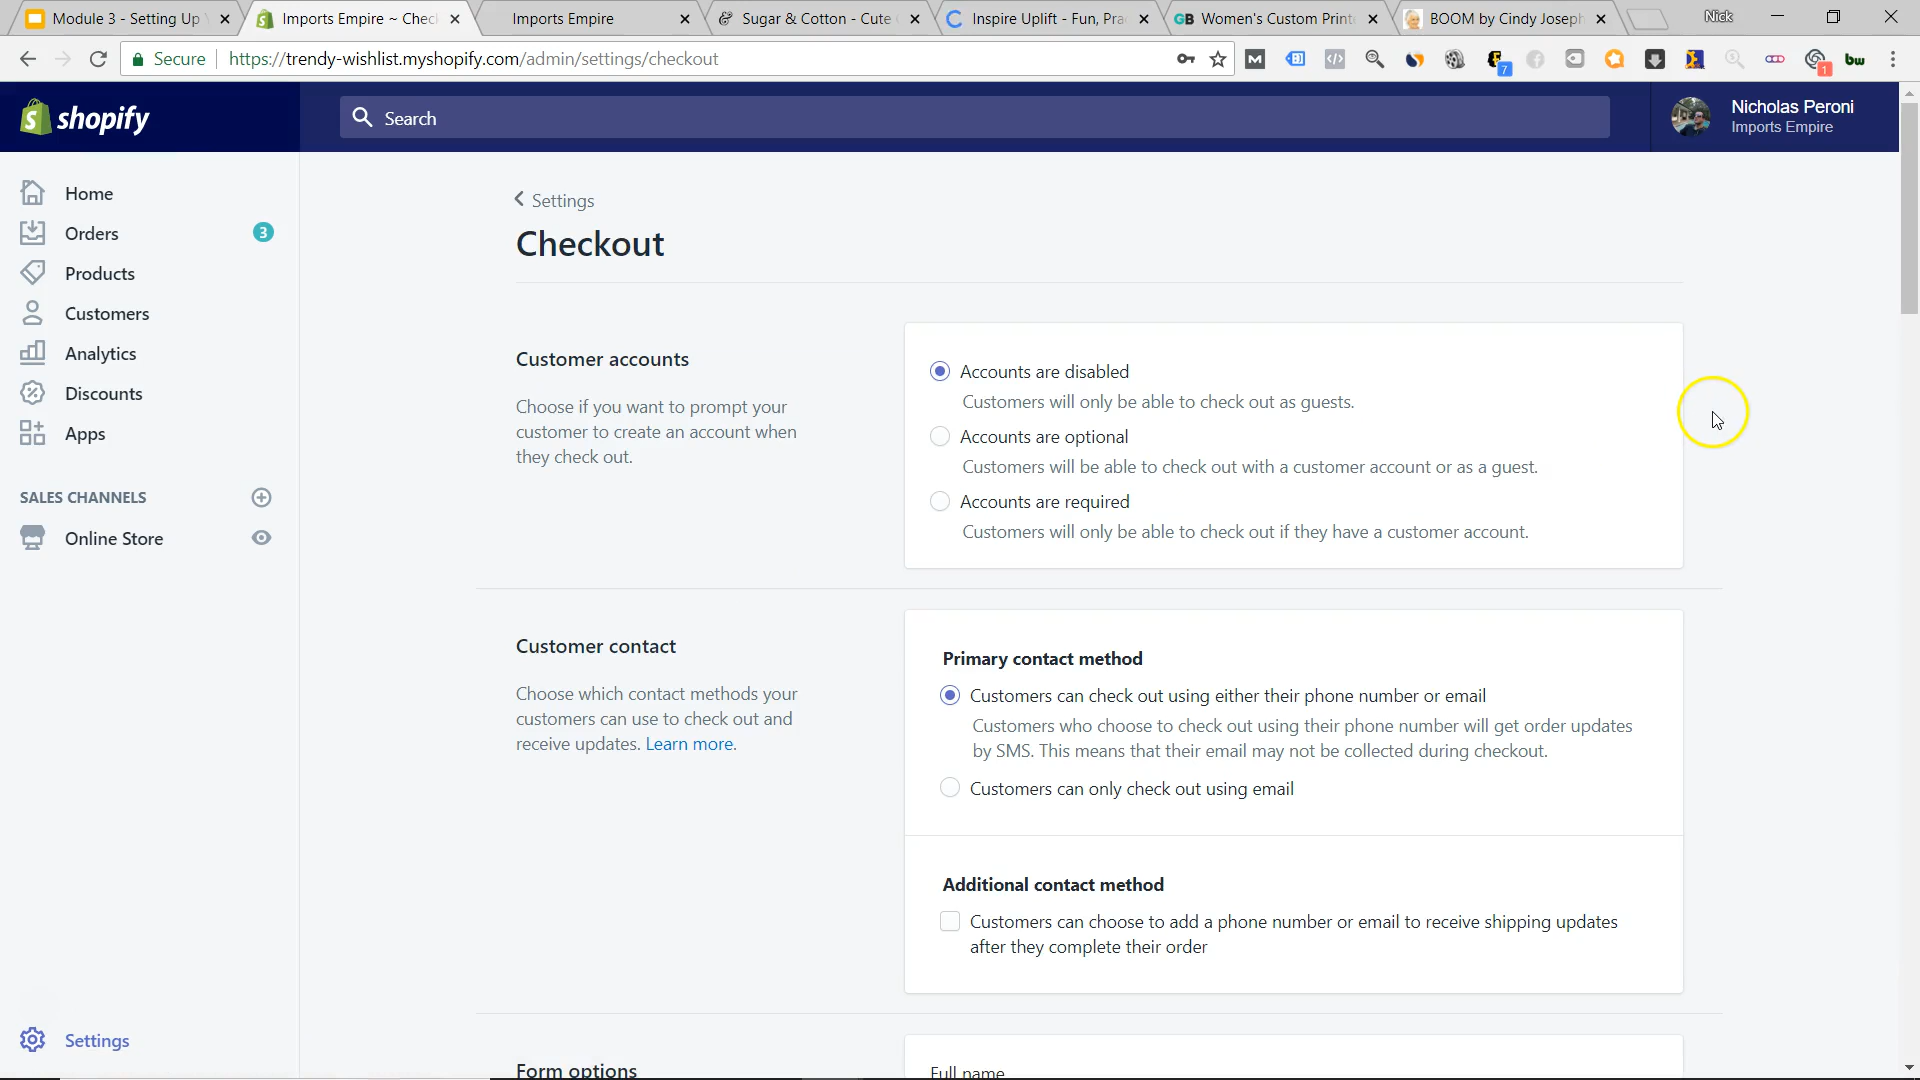 Module 3 - Setting Up
Imports Empire ~ Chec
Imports Empire
Sugar & Cotton - Cute
Inspire Uplift - Fun, Pra
GB Women's Custom Print
BOOM by Cindy Joseph
Nick
Secure
https://trendy-wishlist.myshopify.com/admin/settings/checkout
M
7
1
bw
shopify
Search
Nicholas Peroni
Imports Empire
Home
Orders
3
Products
Customers
Analytics
Discounts
Apps
SALES CHANNELS
Online Store
Settings
Settings
Checkout
Customer accounts
Choose if you want to prompt your
customer to create an account when
they check out.
Accounts are disabled
Customers will only be able to check out as guests.
Accounts are optional
Customers will be able to check out with a customer account or as a guest.
Accounts are required
Customers will only be able to check out if they have a customer account.
Customer contact
Choose which contact methods your
customers can use to check out and
receive updates. Learn more.
Primary contact method
Customers can check out using either their phone number or email
Customers who choose to check out using their phone number will get order updates
by SMS. This means that their email may not be collected during checkout.
Customers can only check out using email
Additional contact method
Customers can choose to add a phone number or email to receive shipping updates
after they complete their order
Form options
Full name